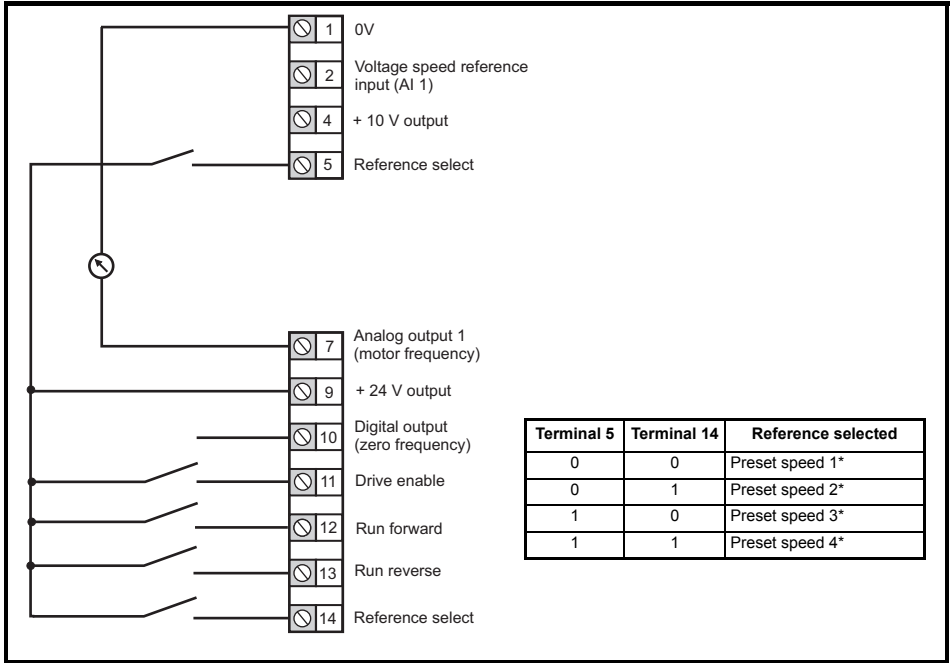 1 0V
2 Voltage speed reference
input (AI 1)
4 + 10 V output
5 Reference select
7 Analog output 1
(motor frequency)
9 + 24 V output
10 Digital output
(zero frequency)
11 Drive enable
12 Run forward
13 Run reverse
14 Reference select
Terminal 5 Terminal 14 Reference selected
0 0 Preset speed 1*
0 1 Preset speed 2*
1 0 Preset speed 3*
1 1 Preset speed 4*